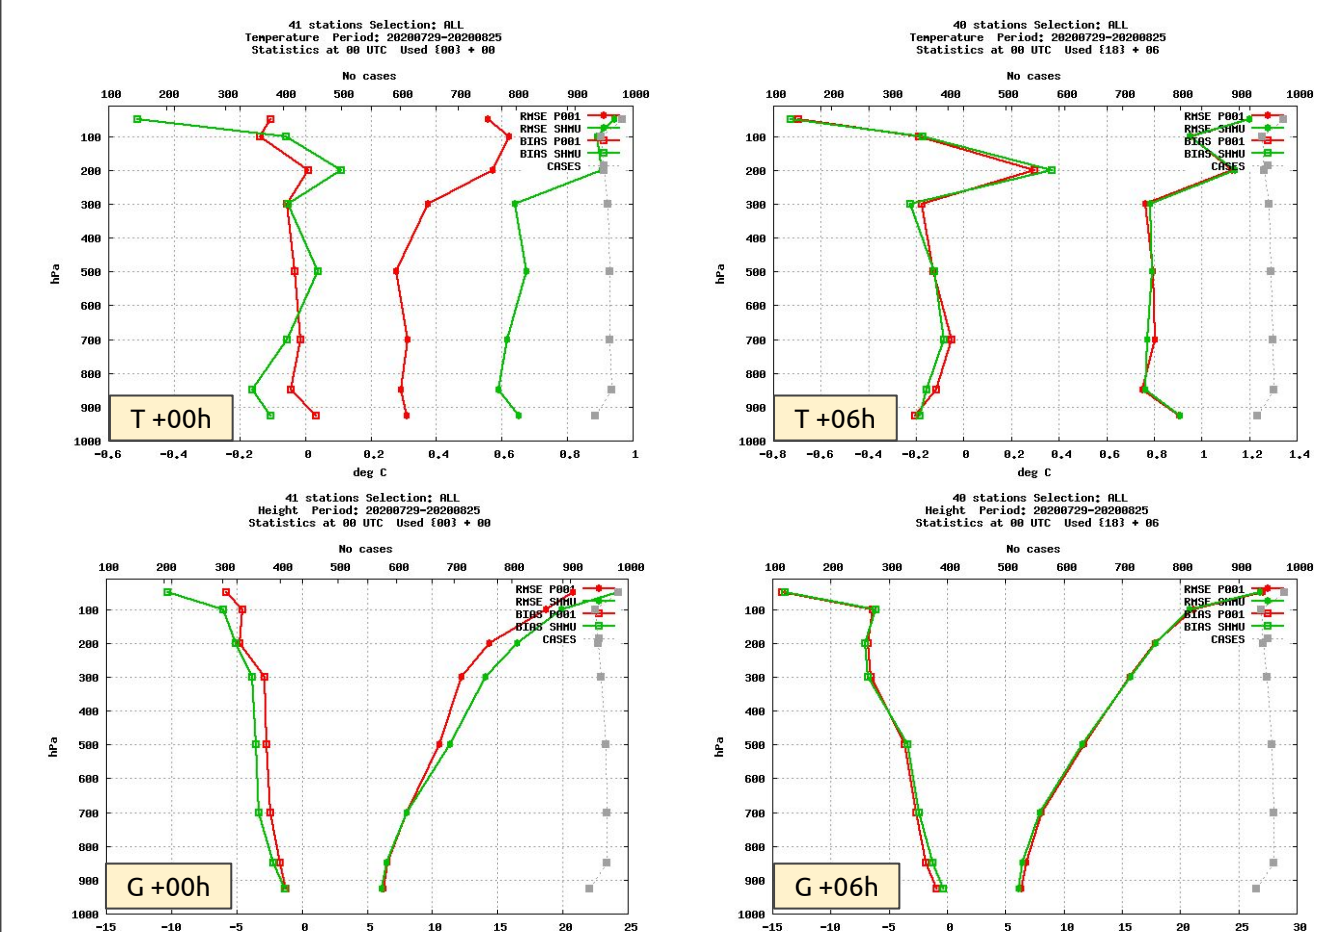 41 stations Selection: ALL
Temperature Period: 20200729-20200825
Statistics at 00 UTC Used {00} + 00
No cases
100 200 300 400 500 600 700 800 900 1000
RMSE P001
RMSE SHMU
BIAS P001
BIAS SHMU
CASES
100
200
300
400
500
600
700
800
900
1000
hPa
T +00h
-0.6 -0.4 -0.2 0 0.2 0.4 0.6 0.8 1
deg C
40 stations Selection: ALL
Temperature Period: 20200729-20200825
Statistics at 00 UTC Used {18} + 06
No cases
100 200 300 400 500 600 700 800 900 1000
RMSE P001
RMSE SHMU
BIAS P001
BIAS SHMU
CASES
100
200
300
400
500
600
700
800
900
1000
hPa
T +06h
-0.8 -0.6 -0.4 -0.2 0 0.2 0.4 0.6 0.8 1 1.2 1.4
deg C
41 stations Selection: ALL
Height Period: 20200729-20200825
Statistics at 00 UTC Used {00} + 00
No cases
100 200 300 400 500 600 700 800 900 1000
RMSE P001
RMSE SHMU
BIAS P001
BIAS SHMU
CASES
100
200
300
400
500
600
700
800
900
1000
hPa
G +00h
-15 -10 -5 0 5 10 15 20 25
40 stations Selection: ALL
Height Period: 20200729-20200825
Statistics at 00 UTC Used {18} + 06
No cases
100 200 300 400 500 600 700 800 900 1000
RMSE P001
RMSE SHMU
BIAS P001
BIAS SHMU
CASES
100
200
300
400
500
600
700
800
900
1000
hPa
G +06h
-15 -10 -5 0 5 10 15 20 25 30